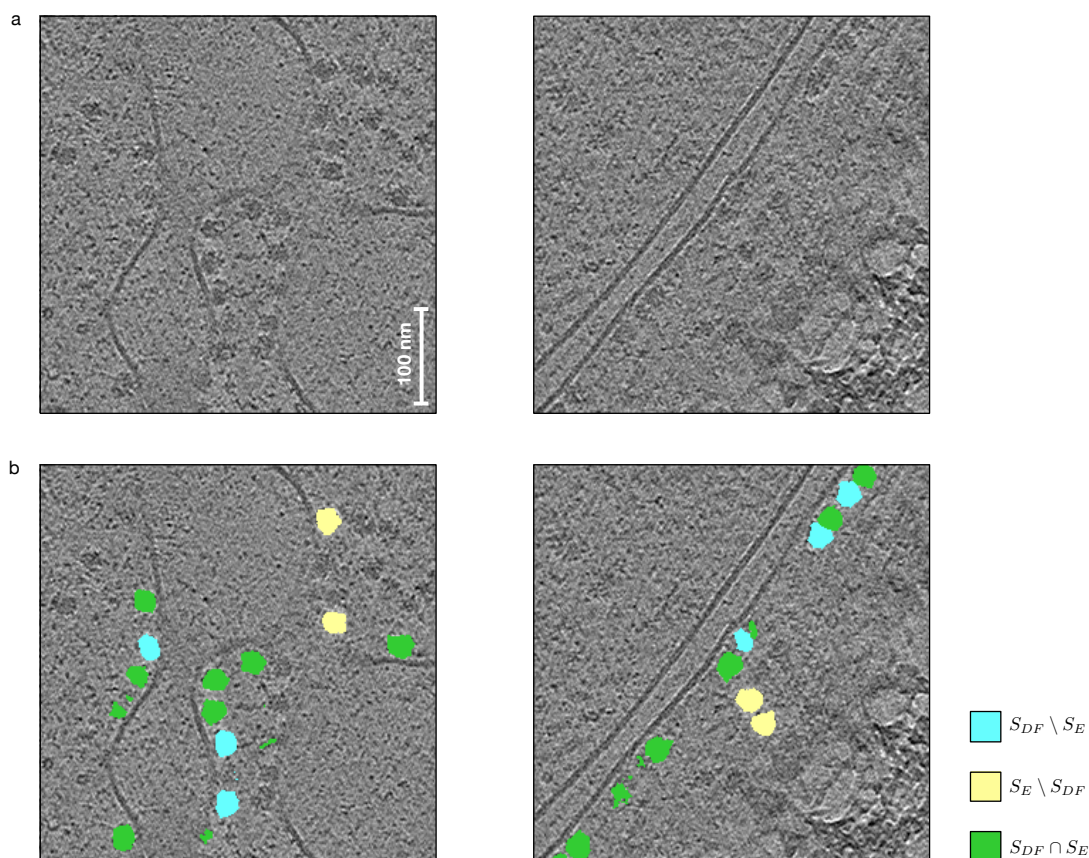 a
100 nm
b
S_{DF} \ S_E
S_E \ S_{DF}
S_{DF} ∩ S_E